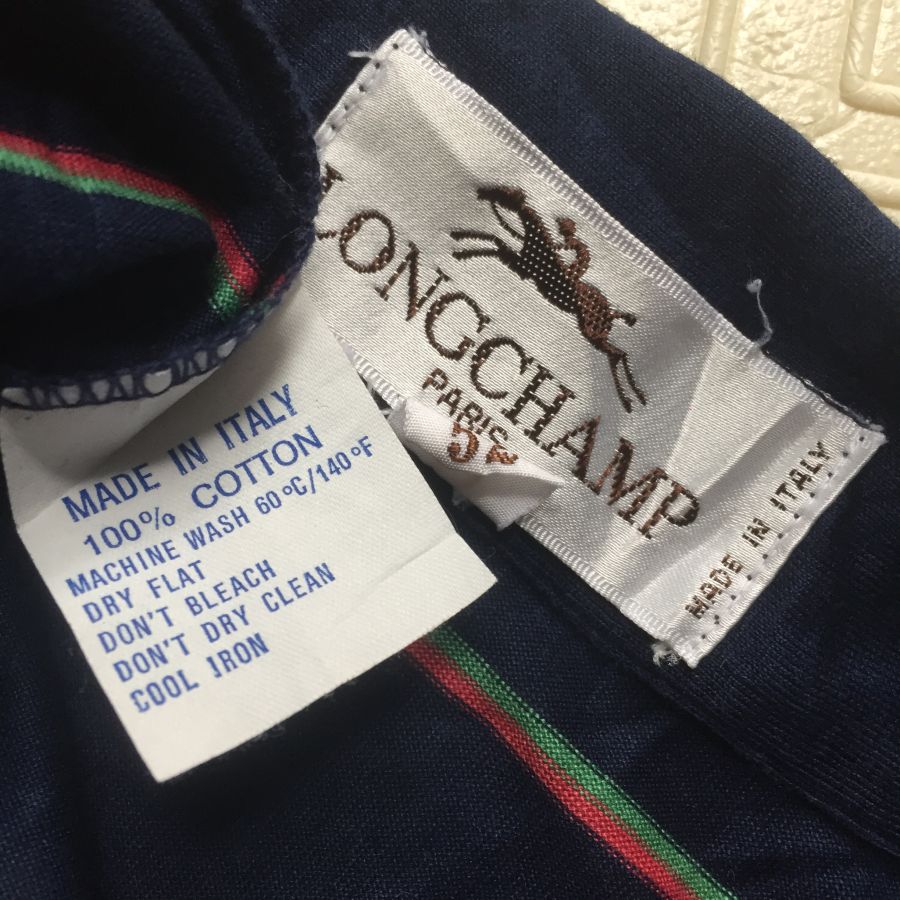 LONGCHAMP
PARIS
MADE IN ITALY
MADE IN ITALY
100% COTTON
MACHINE WASH 60°C/140°F
DRY FLAT
DON'T BLEACH
DON'T DRY CLEAN
COOL IRON